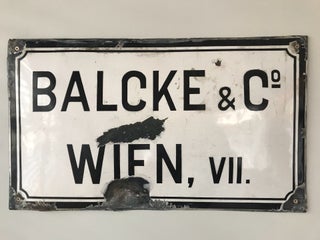 BALCKE & Cº
WIEN, VII.